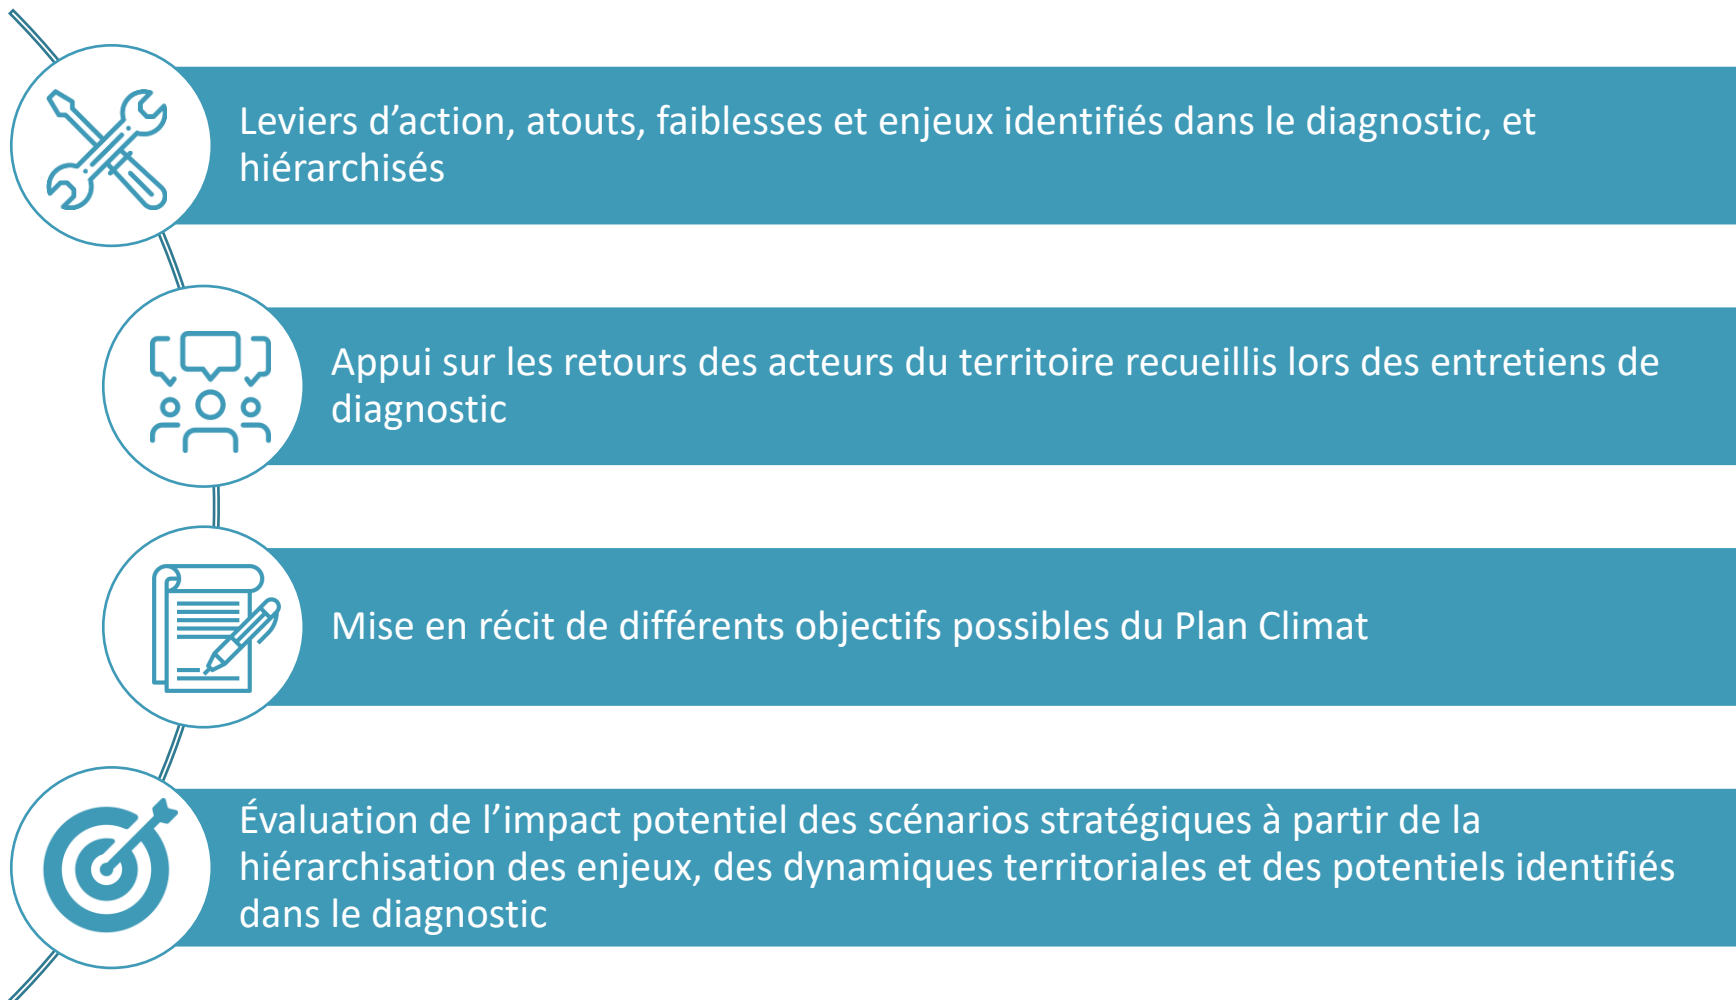 Leviers d’action, atouts, faiblesses et enjeux identifiés dans le diagnostic, et
hiérarchisés
Appui sur les retours des acteurs du territoire recueillis lors des entretiens de
diagnostic
Mise en récit de différents objectifs possibles du Plan Climat
Évaluation de l’impact potentiel des scénarios stratégiques à partir de la
hiérarchisation des enjeux, des dynamiques territoriales et des potentiels identifiés
dans le diagnostic